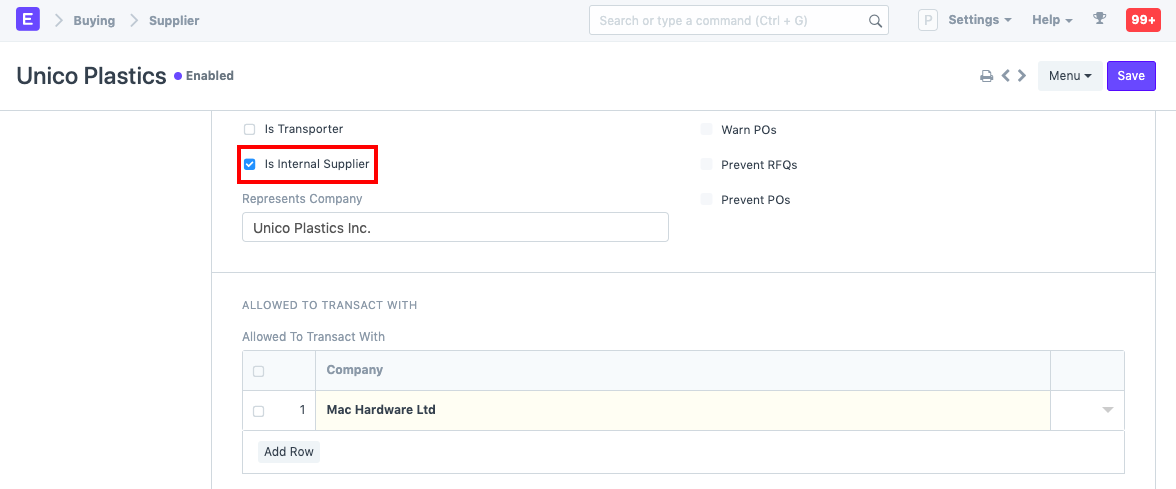 E Buying Supplier Search or type a command (Ctrl + G) P Settings Help 99+
Unico Plastics Enabled Menu Save
Is Transporter
Is Internal Supplier
Represents Company
Unico Plastics Inc.
Warn POs
Prevent RFQs
Prevent POs
ALLOWED TO TRANSACT WITH
Allowed To Transact With
Company
1 Mac Hardware Ltd
Add Row